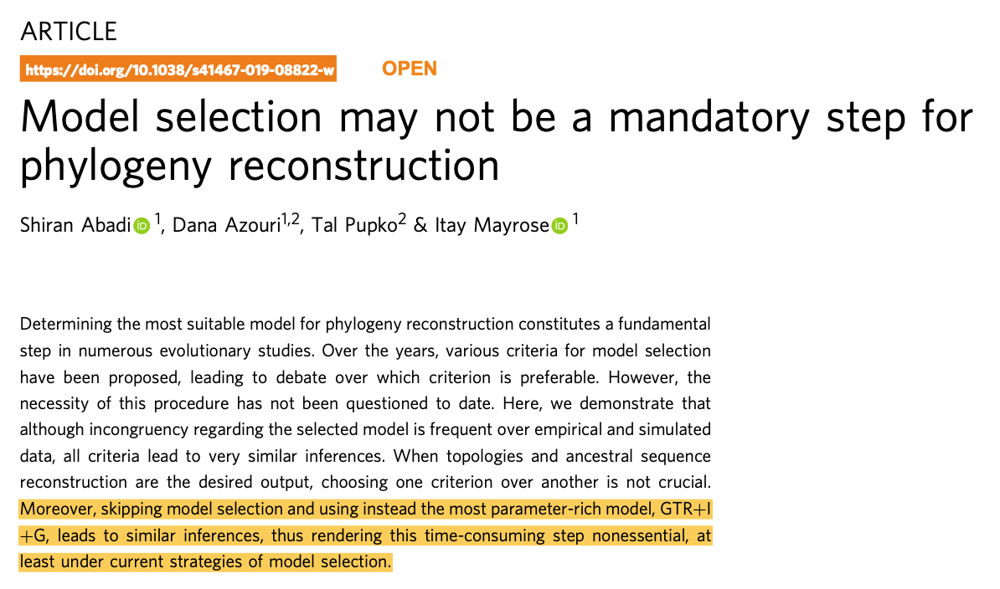 ARTICLE
https://doi.org/10.1038/s41467-019-08822-w OPEN
Model selection may not be a mandatory step for
phylogeny reconstruction
Shiran Abadi iD 1, Dana Azouri1,2, Tal Pupko2 & Itay Mayrose iD 1
Determining the most suitable model for phylogeny reconstruction constitutes a fundamental
step in numerous evolutionary studies. Over the years, various criteria for model selection
have been proposed, leading to debate over which criterion is preferable. However, the
necessity of this procedure has not been questioned to date. Here, we demonstrate that
although incongruency regarding the selected model is frequent over empirical and simulated
data, all criteria lead to very similar inferences. When topologies and ancestral sequence
reconstruction are the desired output, choosing one criterion over another is not crucial.
Moreover, skipping model selection and using instead the most parameter-rich model, GTR+I
+G, leads to similar inferences, thus rendering this time-consuming step nonessential, at
least under current strategies of model selection.